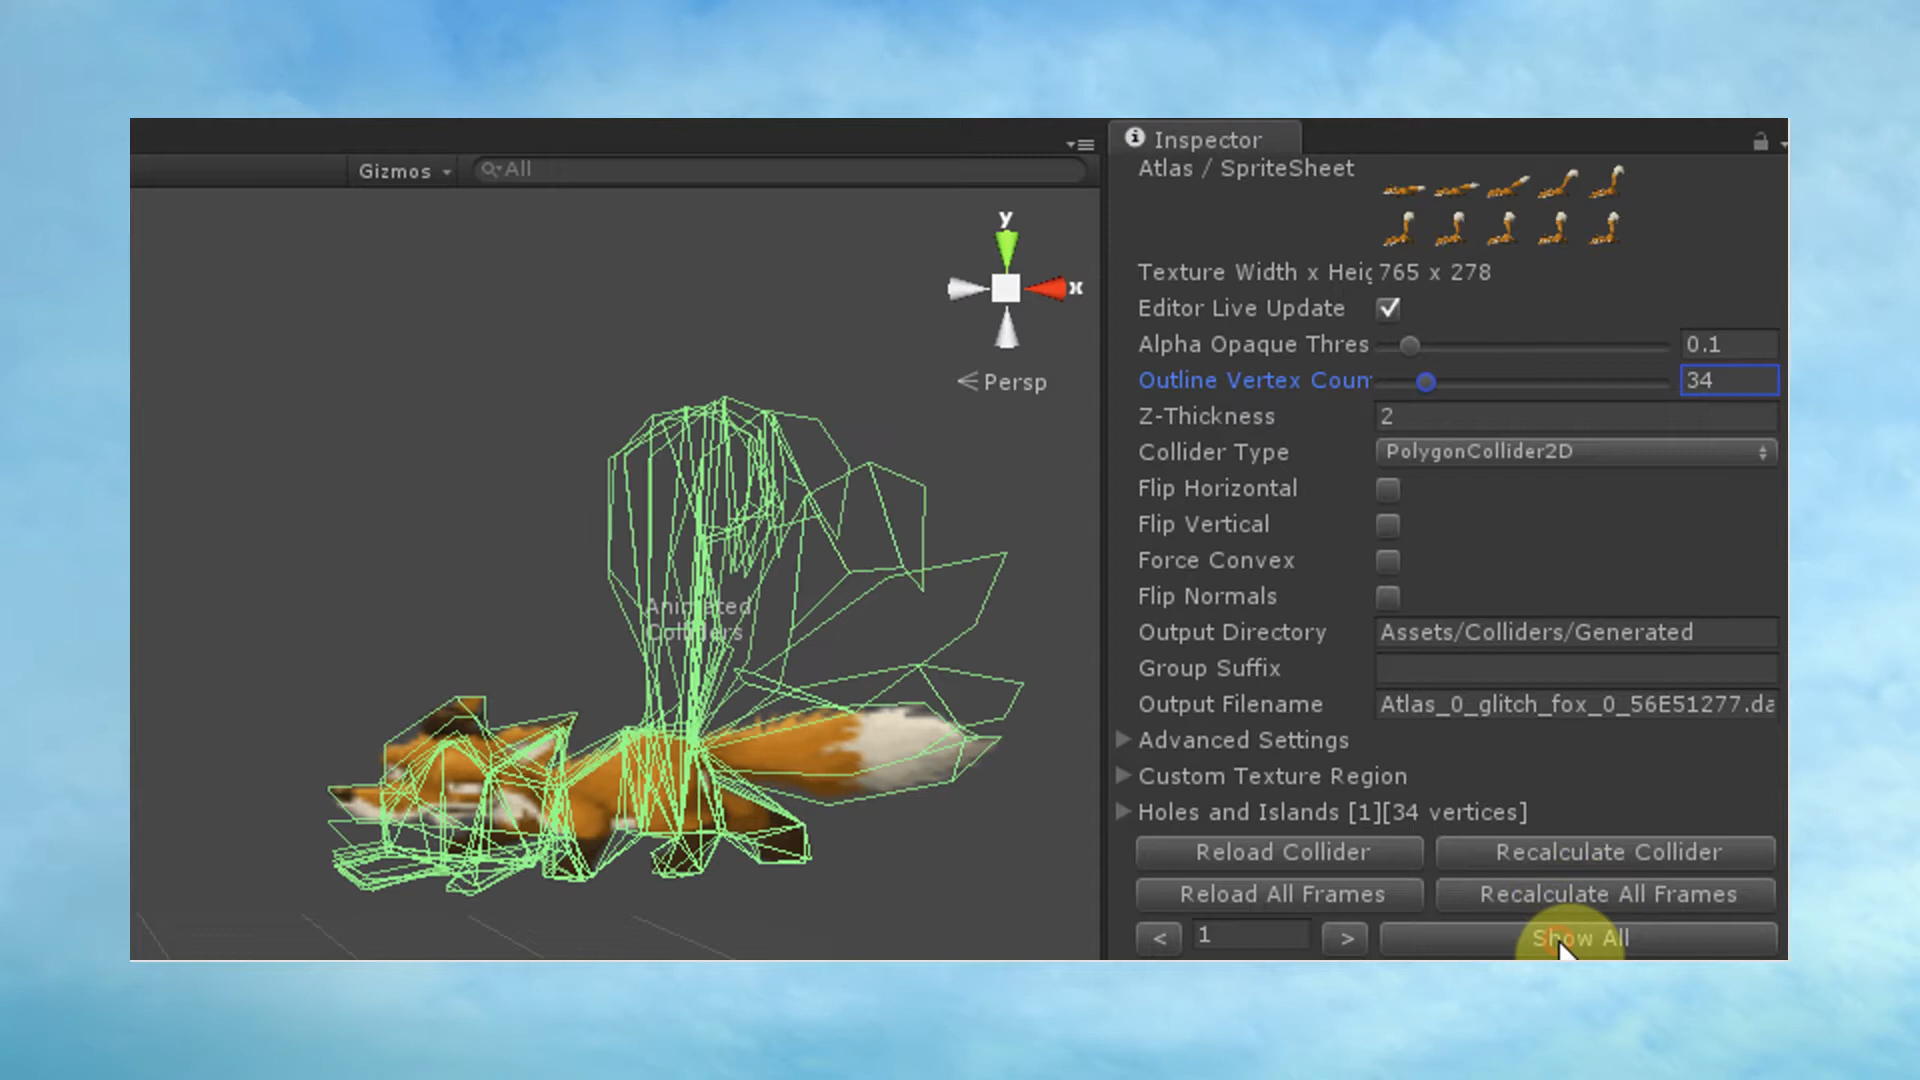 Gizmos
All
y
x
Persp
Animated
Colliders
Inspector
Atlas / SpriteSheet
Texture Width x Heig 765 x 278
Editor Live Update
Alpha Opaque Thres 0.1
Outline Vertex Coun 34
Z-Thickness 2
Collider Type PolygonCollider2D
Flip Horizontal
Flip Vertical
Force Convex
Flip Normals
Output Directory Assets/Colliders/Generated
Group Suffix
Output Filename Atlas_0_glitch_fox_0_56E51277.da
Advanced Settings
Custom Texture Region
Holes and Islands [1][34 vertices]
Reload Collider Recalculate Collider
Reload All Frames Recalculate All Frames
< 1 > Show All